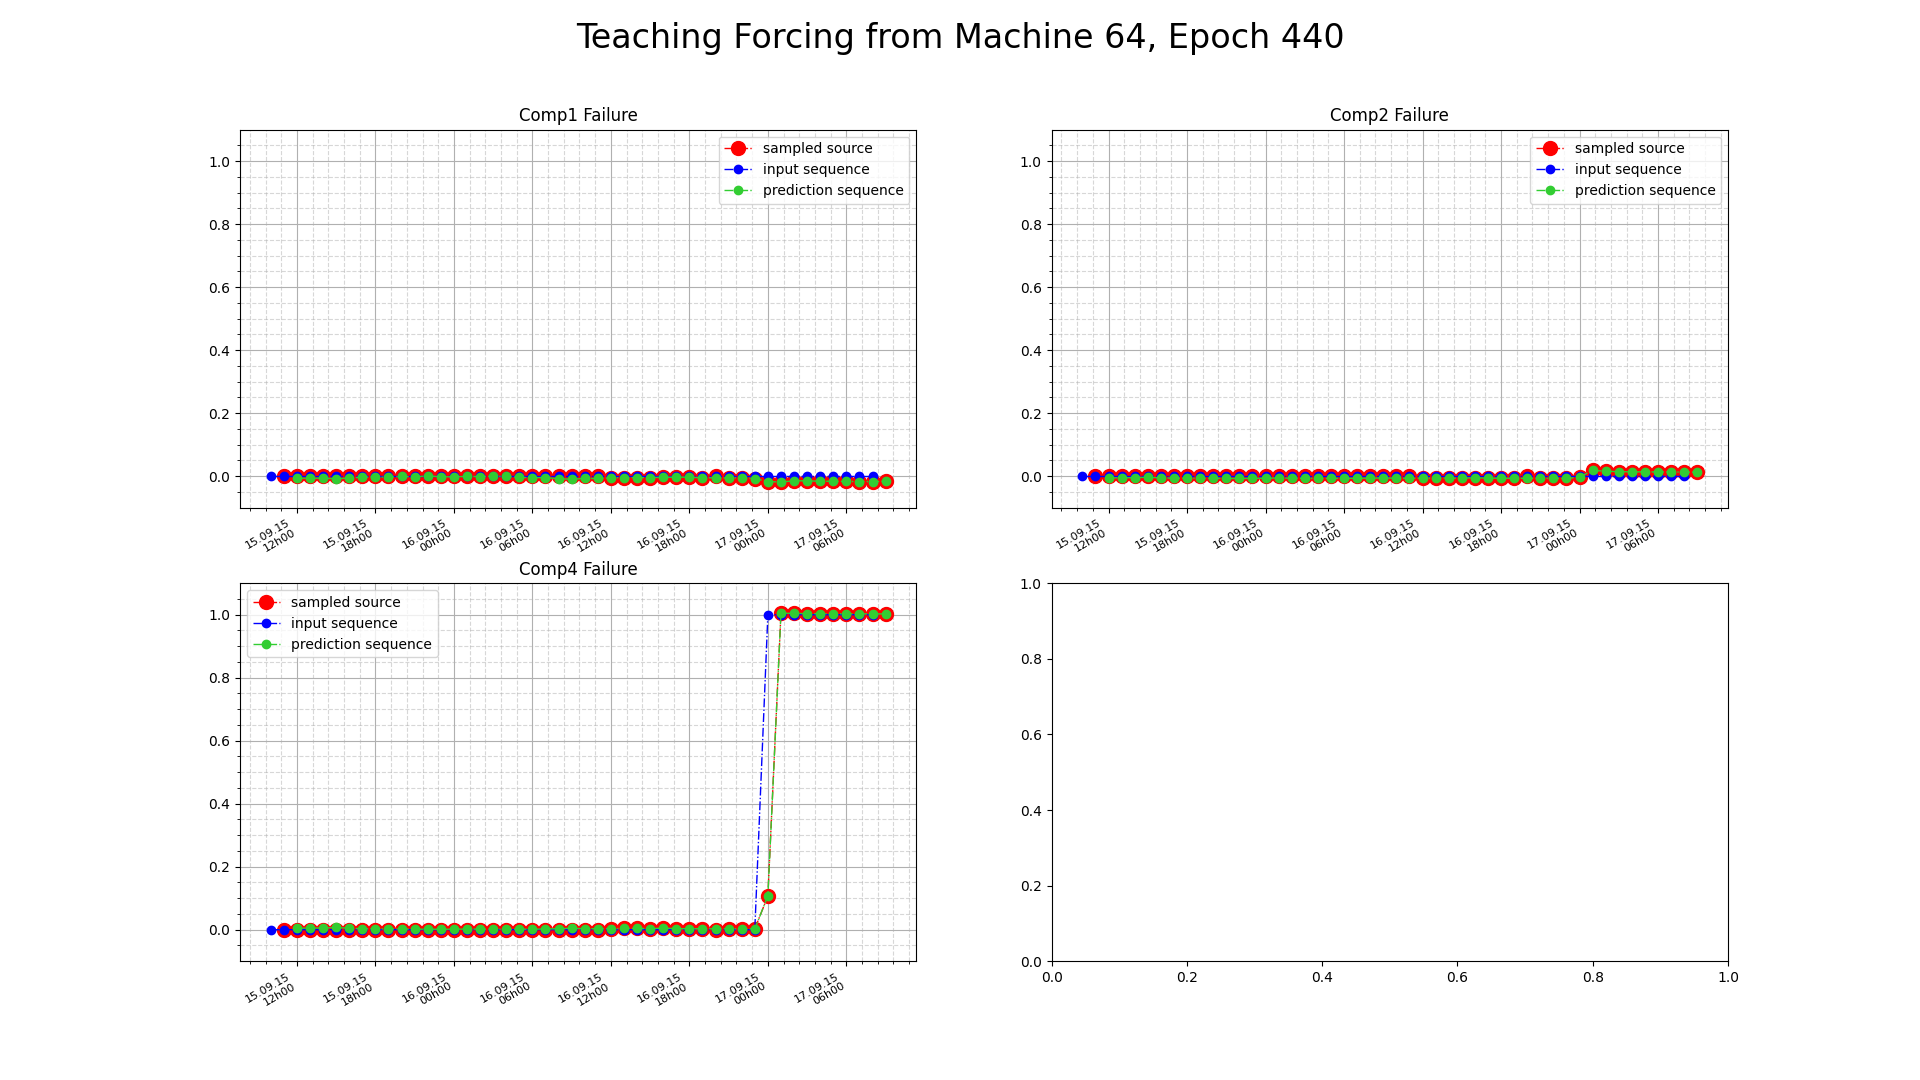 Teaching Forcing from Machine 64, Epoch 440
Comp1 Failure
1.0
0.8
0.6
0.4
0.2
0.0
sampled source
input sequence
prediction sequence
15.09.15
12h00
15.09.15
18h00
16.09.15
00h00
16.09.15
06h00
16.09.15
12h00
16.09.15
18h00
17.09.15
00h00
17.09.15
06h00
Comp2 Failure
1.0
0.8
0.6
0.4
0.2
0.0
sampled source
input sequence
prediction sequence
15.09.15
12h00
15.09.15
18h00
16.09.15
00h00
16.09.15
06h00
16.09.15
12h00
16.09.15
18h00
17.09.15
00h00
17.09.15
06h00
Comp4 Failure
1.0
0.8
0.6
0.4
0.2
0.0
sampled source
input sequence
prediction sequence
15.09.15
12h00
15.09.15
18h00
16.09.15
00h00
16.09.15
06h00
16.09.15
12h00
16.09.15
18h00
17.09.15
00h00
17.09.15
06h00
1.0
0.8
0.6
0.4
0.2
0.0
0.0 0.2 0.4 0.6 0.8 1.0